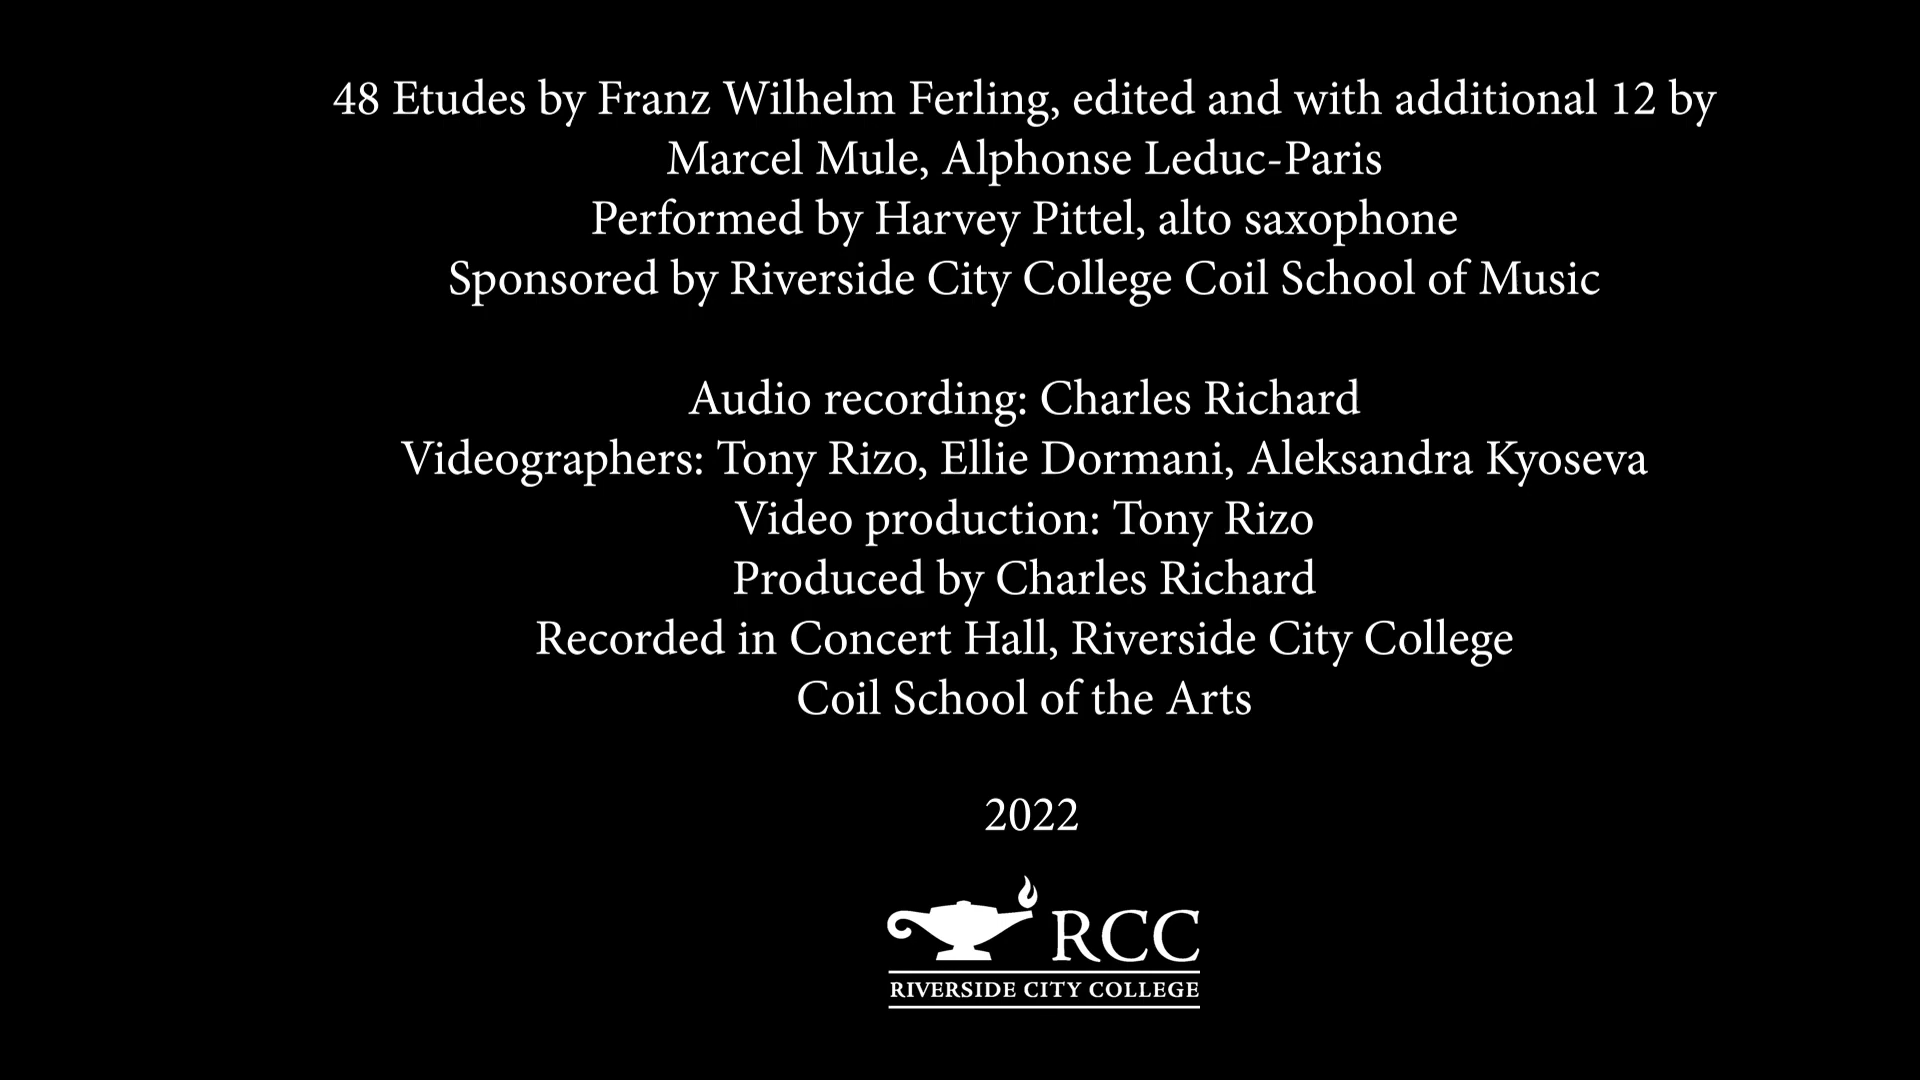 48 Etudes by Franz Wilhelm Ferling, edited and with additional 12 by
Marcel Mule, Alphonse Leduc-Paris
Performed by Harvey Pittel, alto saxophone
Sponsored by Riverside City College Coil School of Music
Audio recording: Charles Richard
Videographers: Tony Rizo, Ellie Dormani, Aleksandra Kyoseva
Video production: Tony Rizo
Produced by Charles Richard
Recorded in Concert Hall, Riverside City College
Coil School of the Arts
2022
RCC
RIVERSIDE CITY COLLEGE